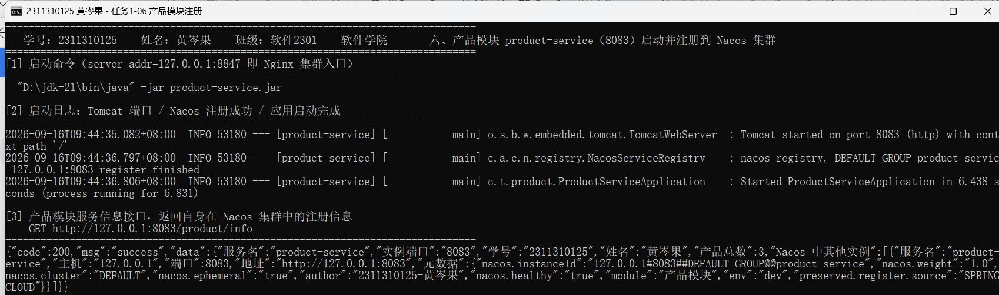 2311310125 黄岑果 - 任务1-06 产品模块注册
================================================================================
学号：2311310125    姓名：黄岑果    班级：软件2301    软件学院       六、产品模块 product-service（8083）启动并注册到 Nacos 集群
================================================================================
[1] 启动命令（server-addr=127.0.0.1:8847 即 Nginx 集群入口）
--------------------------------------------------------------------------------
"D:\jdk-21\bin\java" -jar product-service.jar
[2] 启动日志：Tomcat 端口 / Nacos 注册成功 / 应用启动完成
--------------------------------------------------------------------------------
2026-09-16T09:44:35.082+08:00  INFO 53180 --- [product-service] [           main] o.s.b.w.embedded.tomcat.TomcatWebServer  : Tomcat started on port 8083 (http) with cont
xt path '/'
2026-09-16T09:44:36.797+08:00  INFO 53180 --- [product-service] [           main] c.a.c.n.registry.NacosServiceRegistry    : nacos registry, DEFAULT_GROUP product-servic
127.0.0.1:8083 register finished
2026-09-16T09:44:36.806+08:00  INFO 53180 --- [product-service] [           main] c.t.product.ProductServiceApplication    : Started ProductServiceApplication in 6.438 s
conds (process running for 6.831)
[3] 产品模块服务信息接口，返回自身在 Nacos 集群中的注册信息
GET http://127.0.0.1:8083/product/info
--------------------------------------------------------------------------------
{"code":200,"msg":"success","data":{"服务名":"product-service","实例端口":"8083","学号":"2311310125","姓名":"黄岑果","产品总数":3,"Nacos 中其他实例":[{"服务名":"product-
ervice","主机":"127.0.0.1","端口":8083,"地址":"http://127.0.0.1:8083","元数据":{"nacos.instanceId":"127.0.0.1#8083##DEFAULT_GROUP@@product-service","nacos.weight":"1.0",
nacos.cluster":"DEFAULT","nacos.ephemeral":"true","author":"2311310125-黄岑果","nacos.healthy":"true","module":"产品模块","env":"dev","preserved.register.source":"SPRING
CLOUD"}}]}}